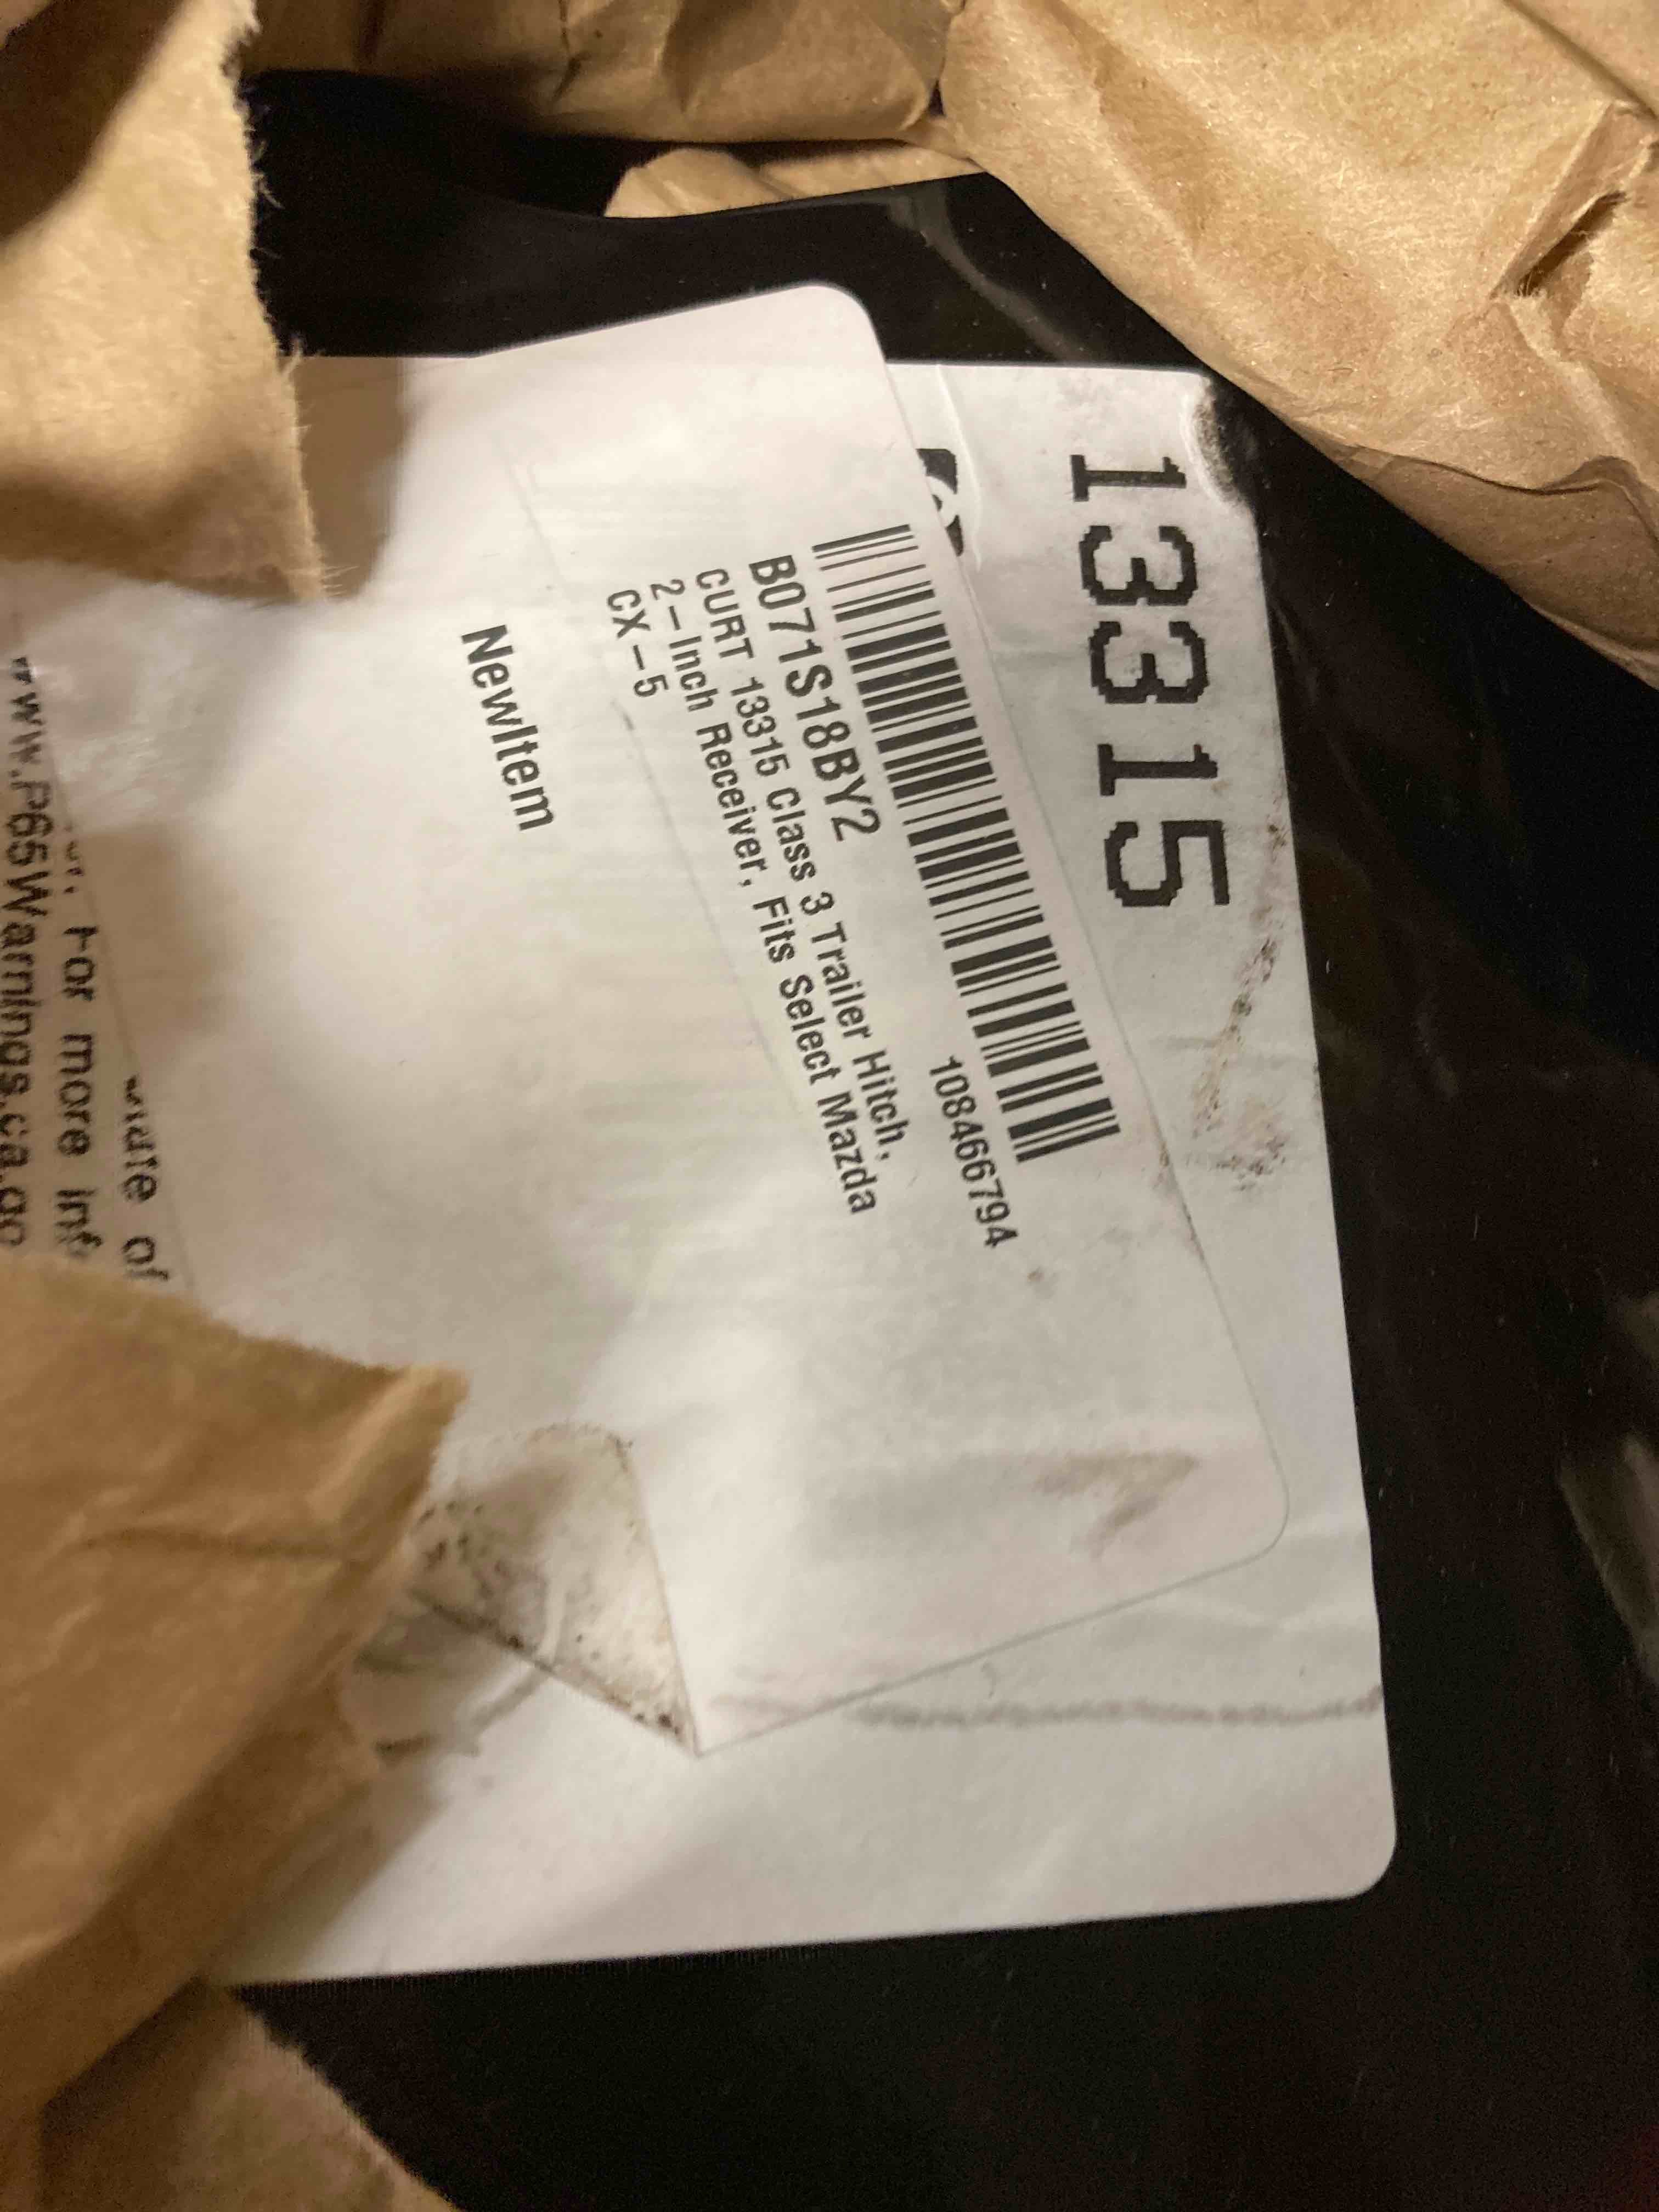 13315
108466794
B071S18BY2
CURT 13315 Class 3 Trailer Hitch,
2-Inch Receiver, Fits Select Mazda
CX-5
NewItem
of
For more
www.P65Warnings.ca.go